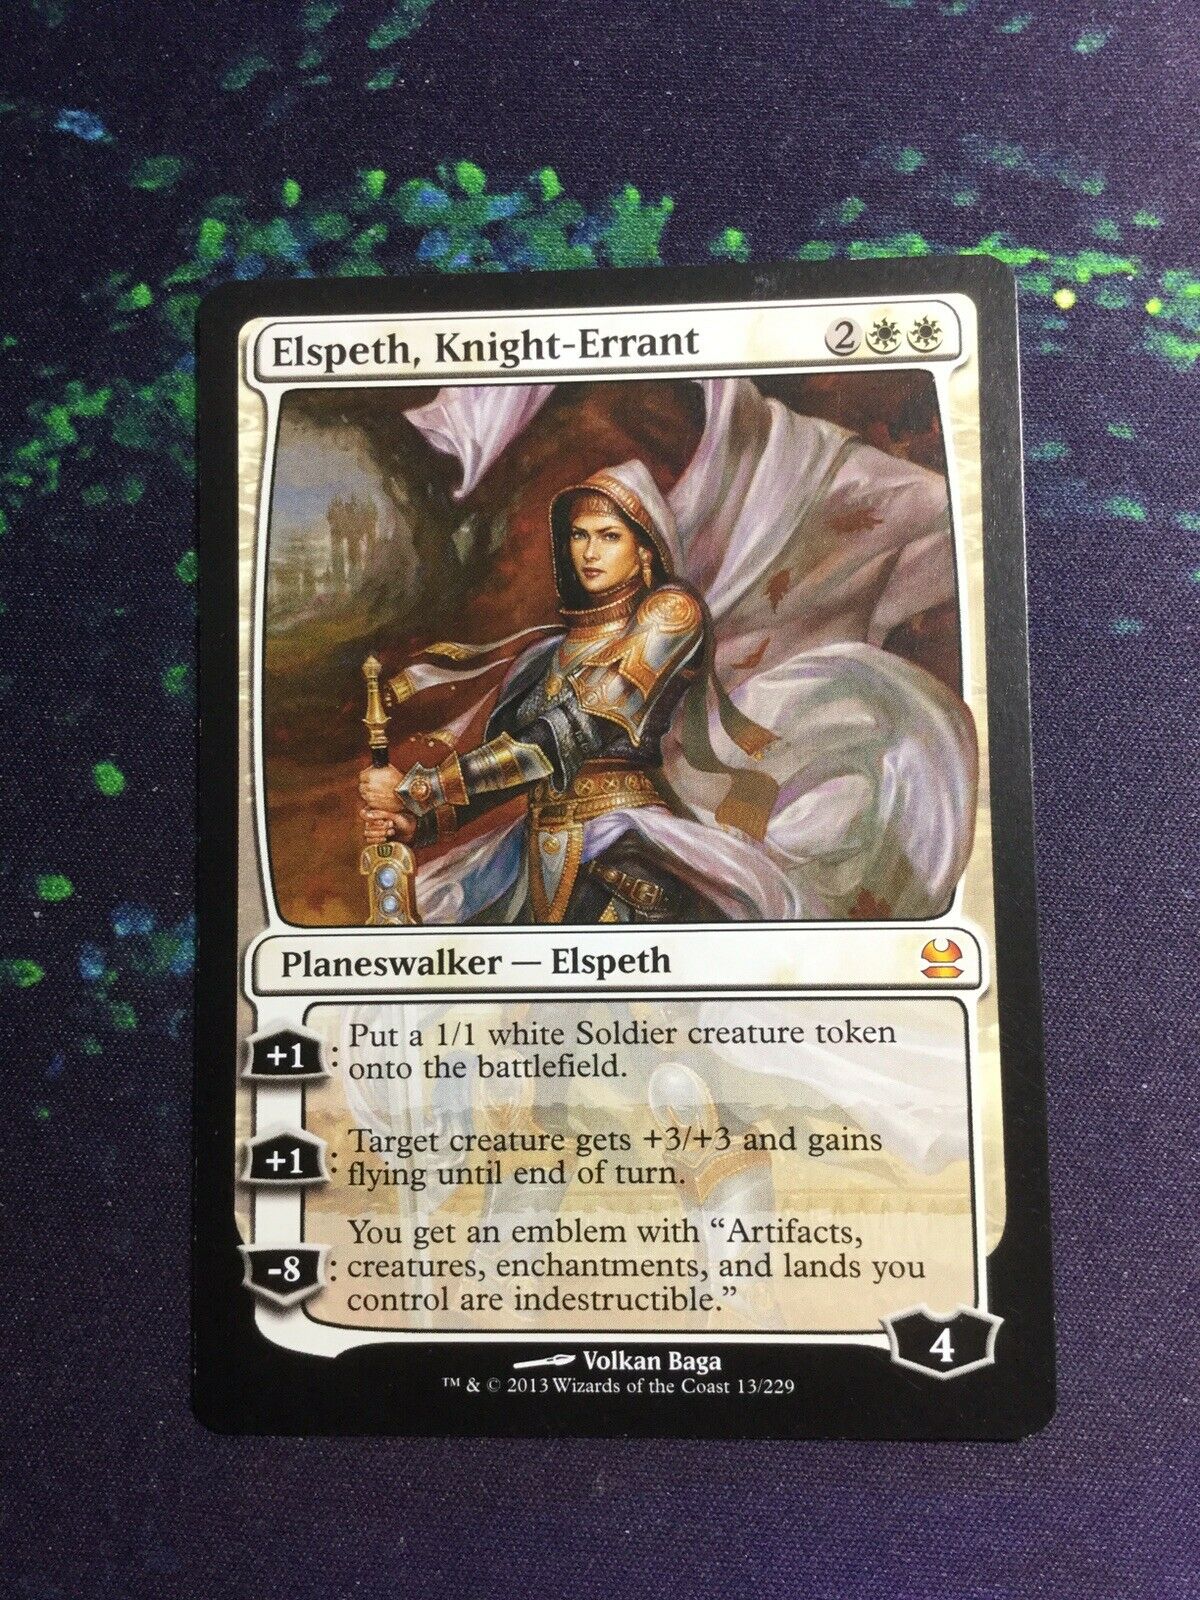 Elspeth, Knight-Errant 2
Planeswalker — Elspeth
+1 : Put a 1/1 white Soldier creature token
onto the battlefield.
+1 : Target creature gets +3/+3 and gains
flying until end of turn.
-8 : You get an emblem with “Artifacts,
creatures, enchantments, and lands you
control are indestructible.”
4
Volkan Baga
™ & © 2013 Wizards of the Coast 13/229